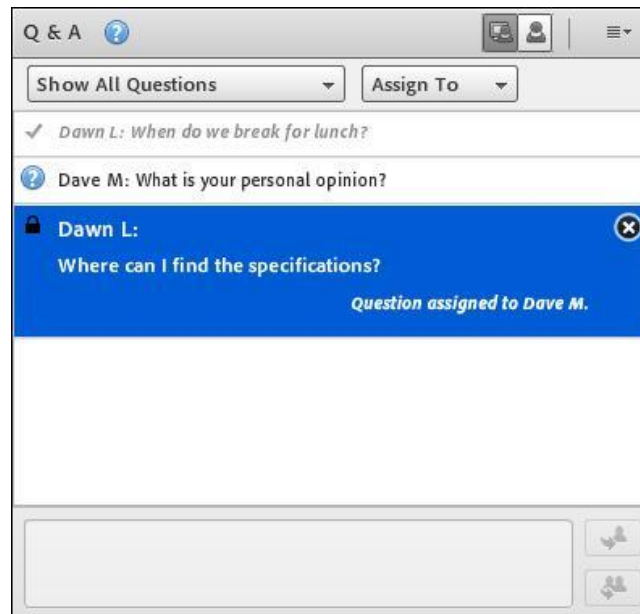 Q & A
Show All Questions
Assign To
Dawn L: When do we break for lunch?
Dave M: What is your personal opinion?
Dawn L:
Where can I find the specifications?
Question assigned to Dave M.